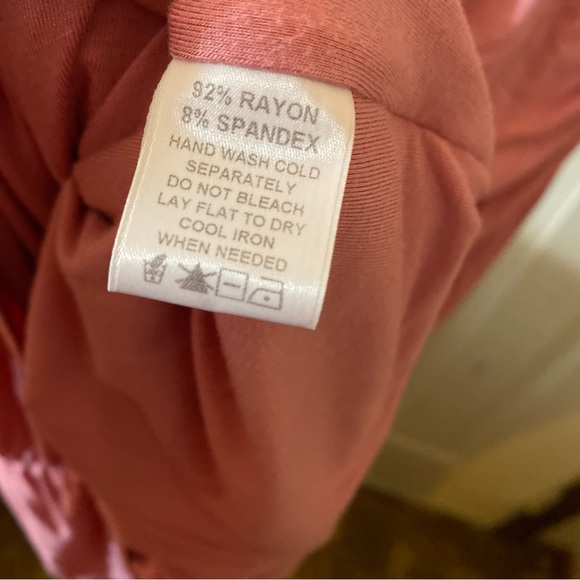 92% RAYON
8% SPANDEX
HAND WASH COLD
SEPARATELY
DO NOT BLEACH
LAY FLAT TO DRY
COOL IRON
WHEN NEEDED